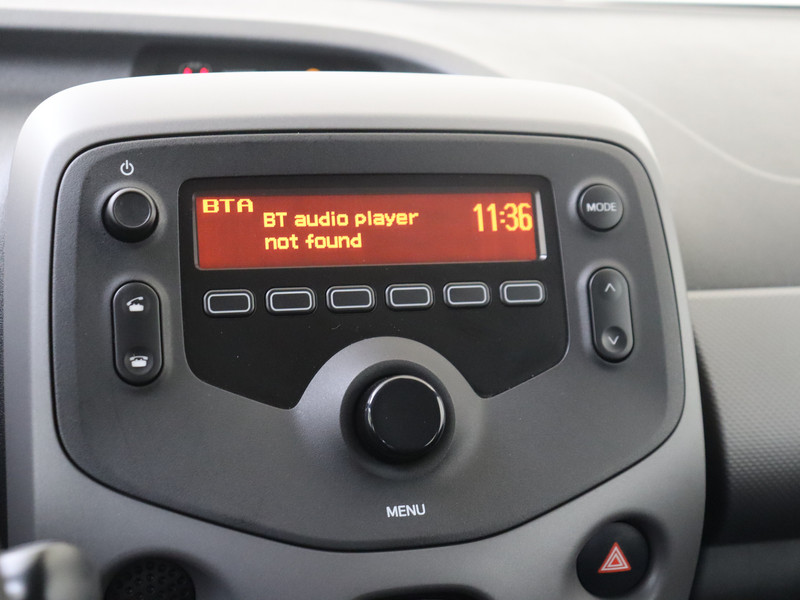 BTA
BT audio player
not found
11:36
MODE
MENU